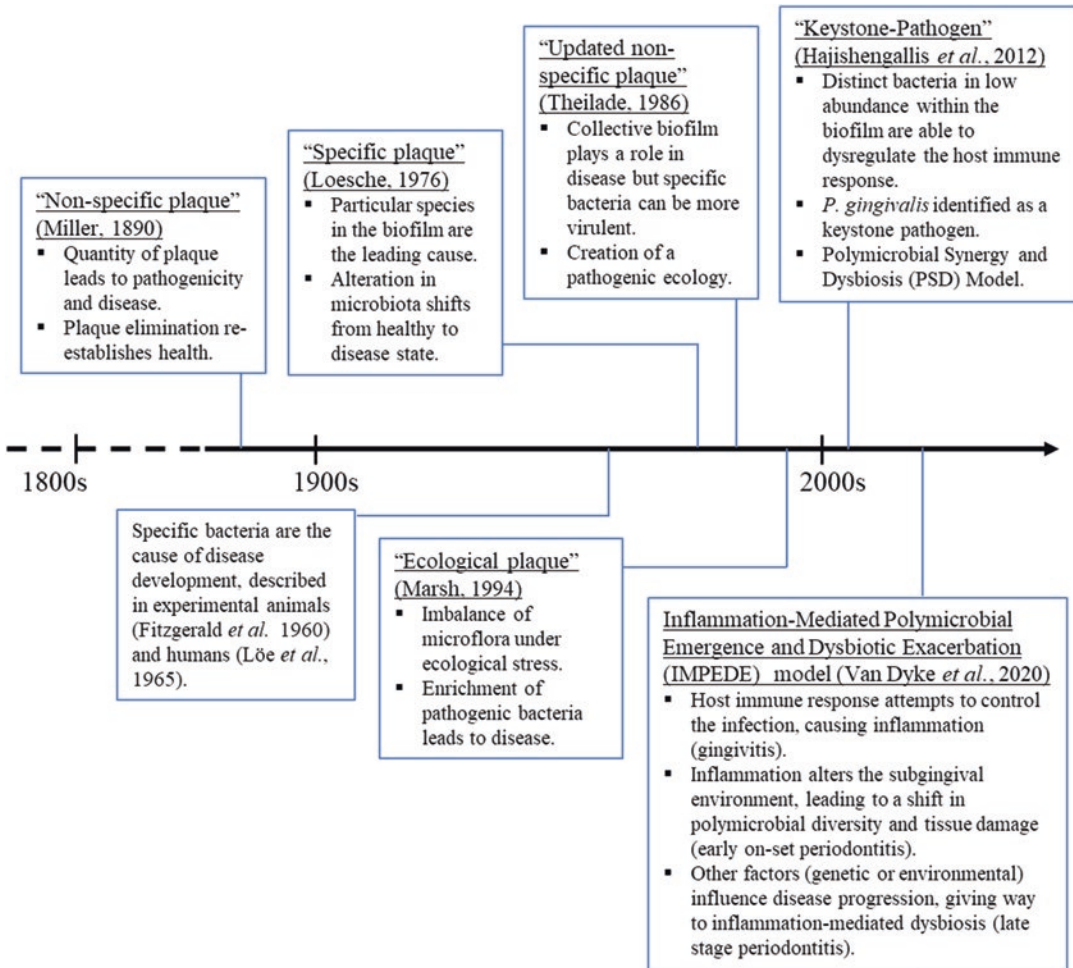 “Non-specific plaque”
(Miller, 1890)
▪ Quantity of plaque
leads to pathogenicity
and disease.
▪ Plaque elimination re-
establishes health.
“Specific plaque”
(Loesche, 1976)
▪ Particular species
in the biofilm are
the leading cause.
▪ Alteration in
microbiota shifts
from healthy to
disease state.
“Updated non-
specific plaque”
(Theilade, 1986)
▪ Collective biofilm
plays a role in
disease but specific
bacteria can be more
virulent.
▪ Creation of a
pathogenic ecology.
“Keystone-Pathogen”
(Hajishengallis et al., 2012)
▪ Distinct bacteria in low
abundance within the
biofilm are able to
dysregulate the host immune
response.
▪ P. gingivalis identified as a
keystone pathogen.
▪ Polymicrobial Synergy and
Dysbiosis (PSD) Model.
1800s
1900s
2000s
Specific bacteria are the
cause of disease
development, described
in experimental animals
(Fitzgerald et al. 1960)
and humans (Löe et al.,
1965).
“Ecological plaque”
(Marsh, 1994)
▪ Imbalance of
microflora under
ecological stress.
▪ Enrichment of
pathogenic bacteria
leads to disease.
Inflammation-Mediated Polymicrobial
Emergence and Dysbiotic Exacerbation
(IMPEDE) model (Van Dyke et al., 2020)
▪ Host immune response attempts to control
the infection, causing inflammation
(gingivitis).
▪ Inflammation alters the subgingival
environment, leading to a shift in
polymicrobial diversity and tissue damage
(early on-set periodontitis).
▪ Other factors (genetic or environmental)
influence disease progression, giving way
to inflammation-mediated dysbiosis (late
stage periodontitis).